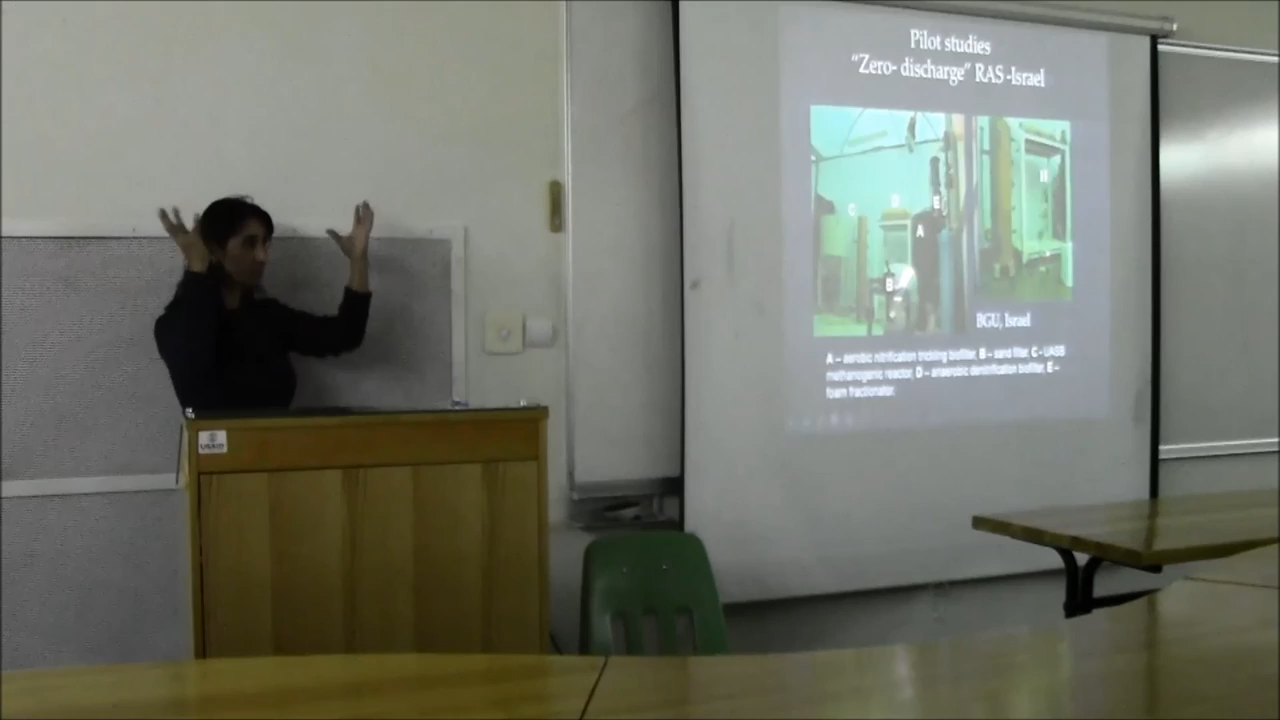 Pilot studies
“Zero- discharge” RAS -Israel
C
E
A
B
H
BGU, Israel
A – aerobic nitrification trickling biofilter, B – sand filter, C - UASB
methanogenic reactor, D – anaerobic denitrification biofilter, E –
foam fractionator.
USAID